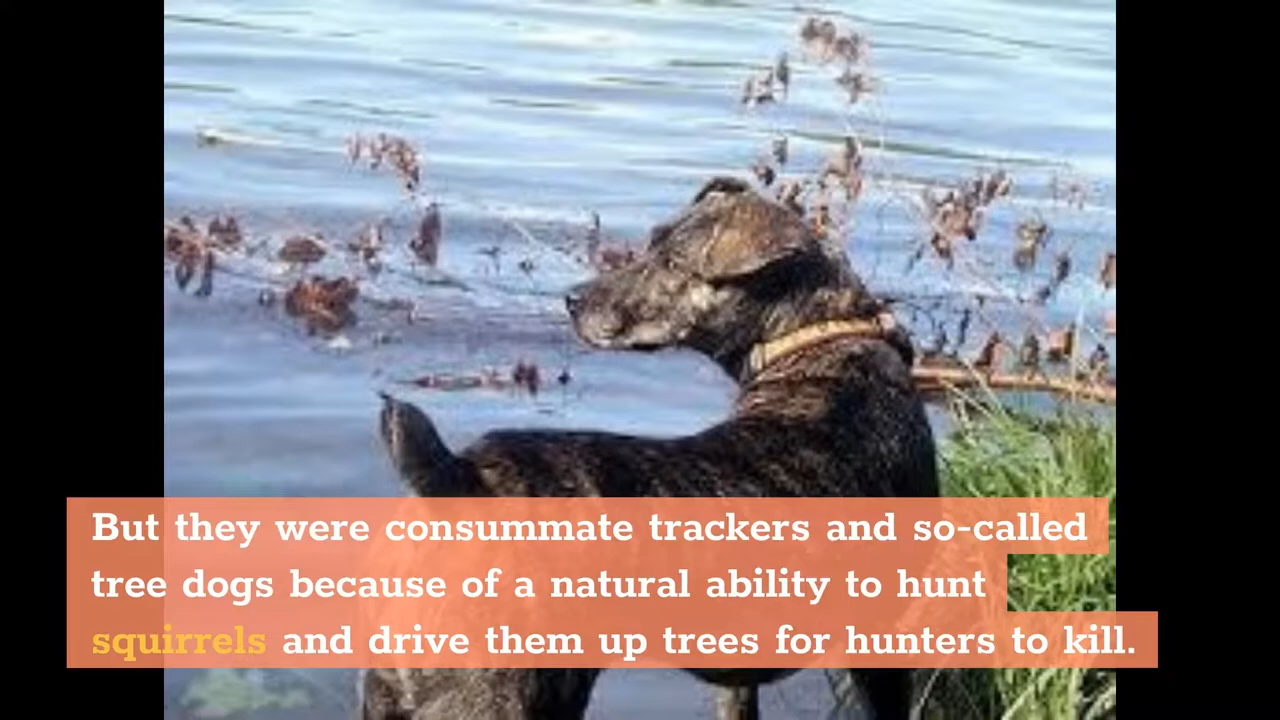 But they were consummate trackers and so-called
tree dogs because of a natural ability to hunt
squirrels and drive them up trees for hunters to kill.